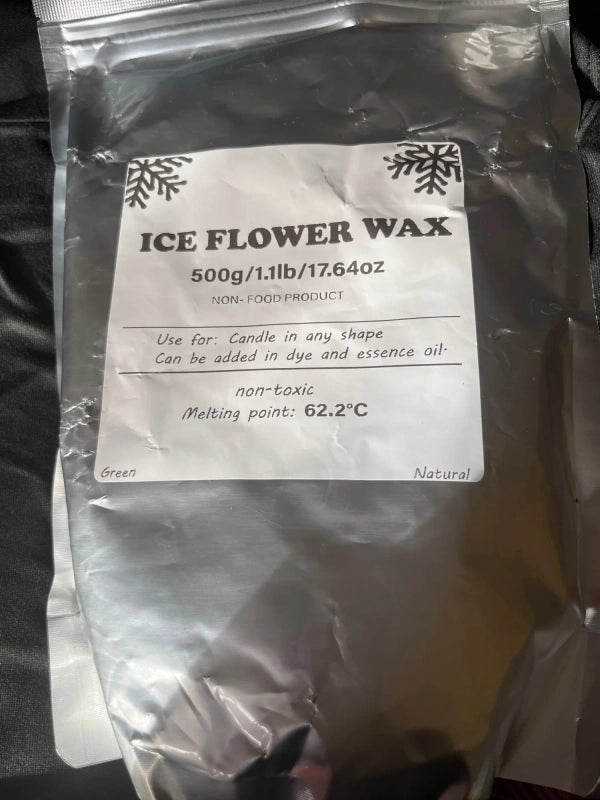 ICE FLOWER WAX
500g/1.1lb/17.64oz
NON- FOOD PRODUCT
Use for: Candle in any shape
Can be added in dye and essence oil.
non-toxic
Melting point: 62.2°C
Green Natural